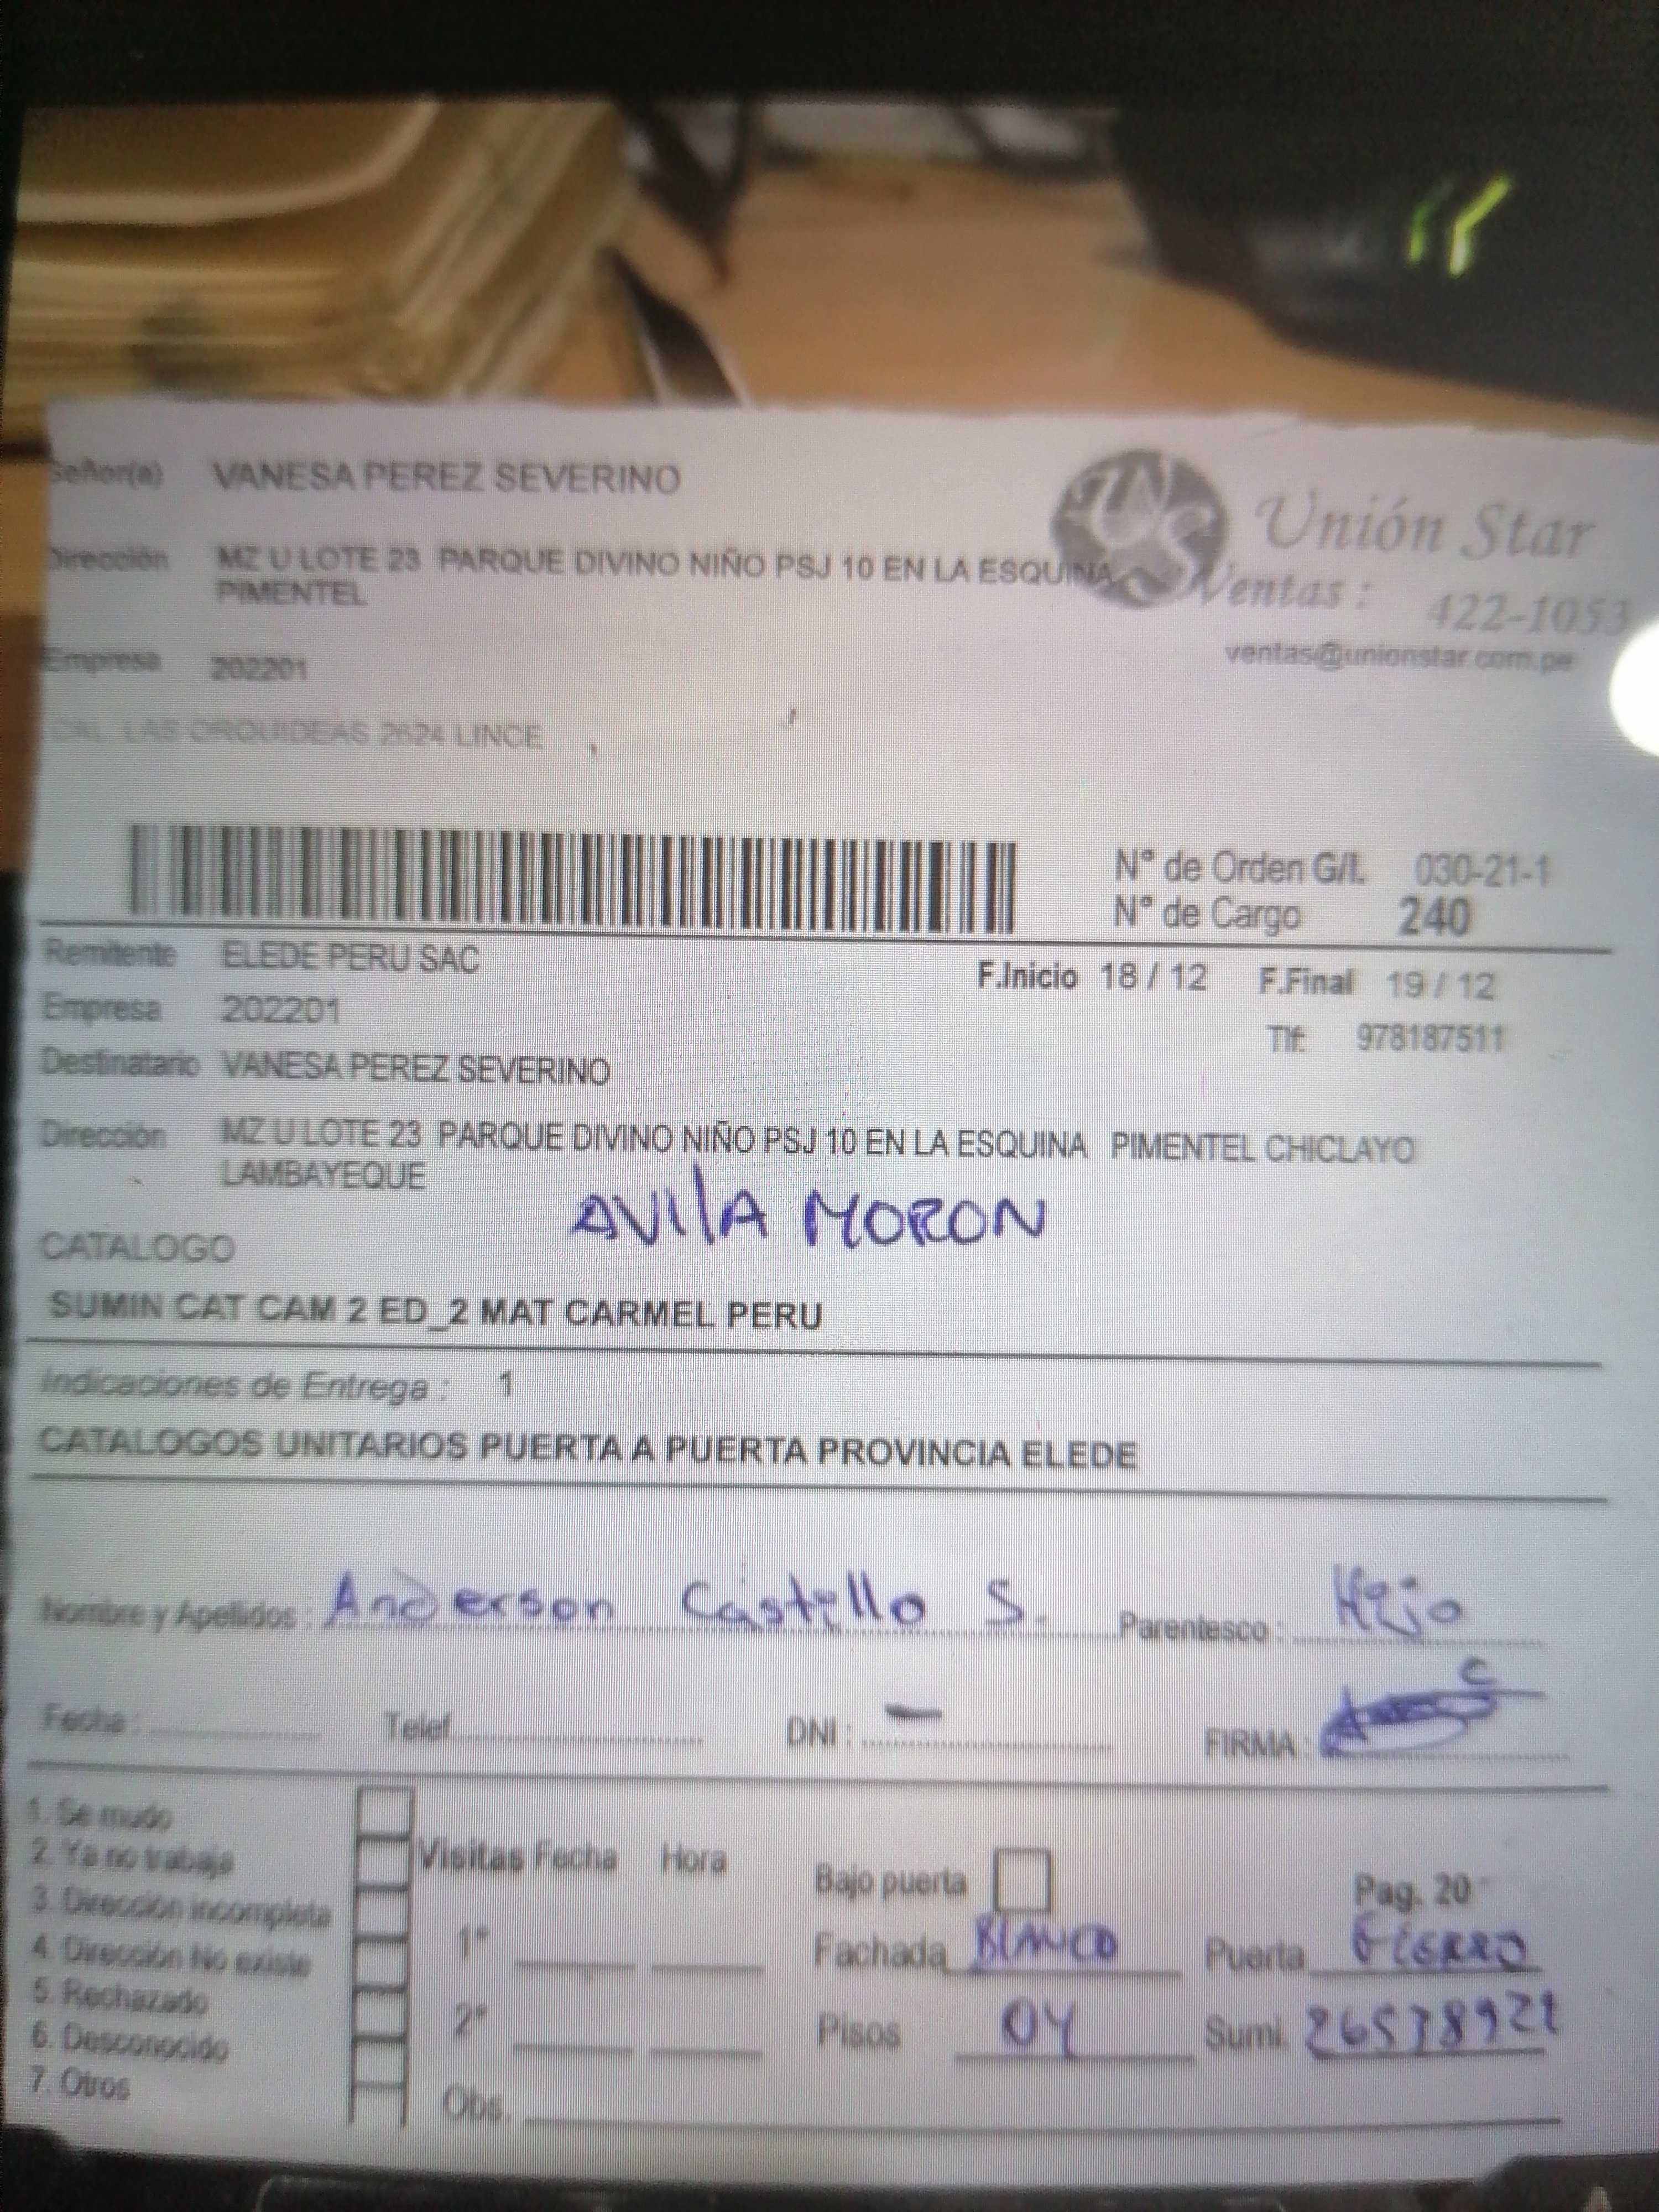 Señor(a) VANESA PEREZ SEVERINO
Unión Star
Dirección MZ U LOTE 23 PARQUE DIVINO NIÑO PSJ 10 EN LA ESQUINA
PIMENTEL
Ventas : 422-1053
ventas@unionstar.com.pe
Empresa 202201
CAL LAS ORQUIDEAS 2624 LINCE
N° de Orden G/I. 030-21-1
N° de Cargo 240
Remitente ELEDE PERU SAC
F.Inicio 18 / 12 F.Final 19 / 12
Empresa 202201
Tlf: 978187511
Destinatario VANESA PEREZ SEVERINO
Dirección MZ U LOTE 23 PARQUE DIVINO NIÑO PSJ 10 EN LA ESQUINA PIMENTEL CHICLAYO
LAMBAYEQUE
AVILA MORON
CATALOGO
SUMIN CAT CAM 2 ED_2 MAT CARMEL PERU
Indicaciones de Entrega : 1
CATALOGOS UNITARIOS PUERTA A PUERTA PROVINCIA ELEDE
Nombre y Apellidos : Anderson Castillo S. Parentesco : Hijo
Fecha : Telef. DNI : — FIRMA :
1. Se mudo
2. Ya no trabaja
3. Dirección incompleta
4. Dirección No existe
5. Rechazado
6. Desconocido
7. Otros
Visitas Fecha Hora
1°
2°
Obs.
Bajo puerta
Pag. 20
Fachada BLANCO Puerta FIERRO
Pisos 04 Sumi.